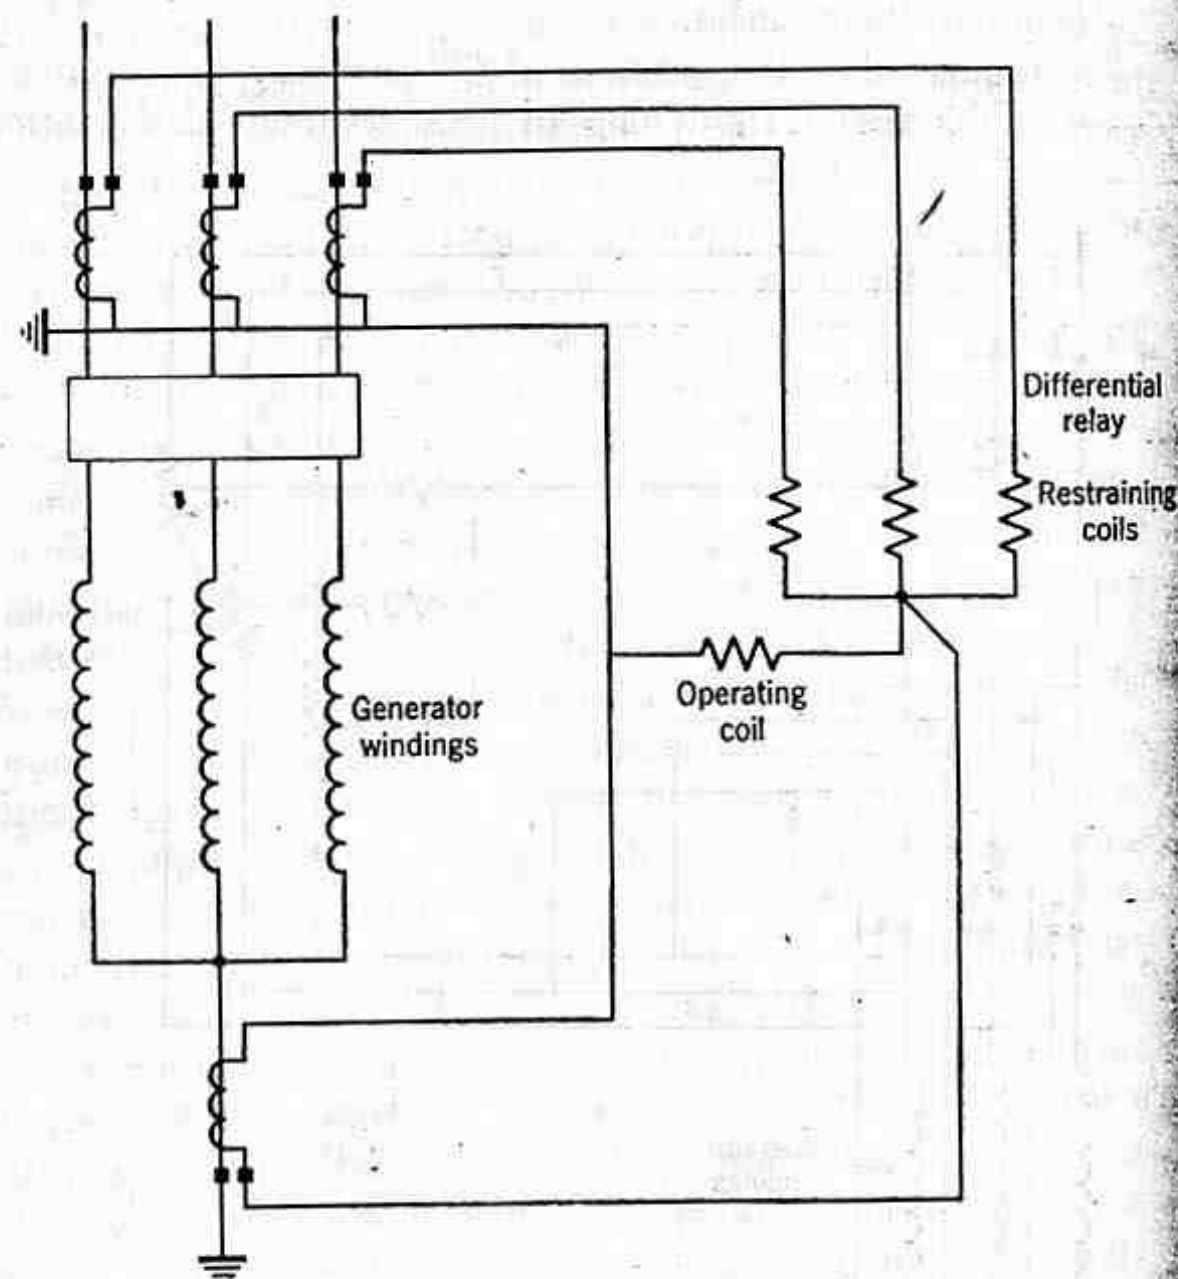 Differential
relay
Restraining
coils
Operating
coil
Generator
windings